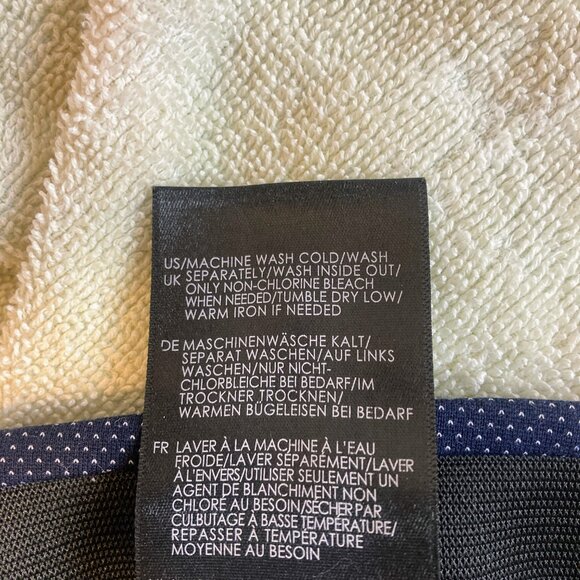 US/MACHINE WASH COLD/WASH
UK SEPARATELY/WASH INSIDE OUT/
ONLY NON-CHLORINE BLEACH
WHEN NEEDED/TUMBLE DRY LOW/
WARM IRON IF NEEDED
DE MASCHINENWÄSCHE KALT/
SEPARAT WASCHEN/AUF LINKS
WASCHEN/NUR NICHT-
CHLORBLEICHE BEI BEDARF/IM
TROCKNER TROCKNEN/
WARMEN BÜGELEISEN BEI BEDARF
FR LAVER À LA MACHINE À L'EAU
FROIDE/LAVER SÉPARÉMENT/LAVER
À L'ENVERS/UTILISER SEULEMENT UN
AGENT DE BLANCHIMENT NON
CHLORÉ AU BESOIN/SÉCHER PAR
CULBUTAGE À BASSE TEMPÉRATURE/
REPASSER À TEMPÉRATURE
MOYENNE AU BESOIN